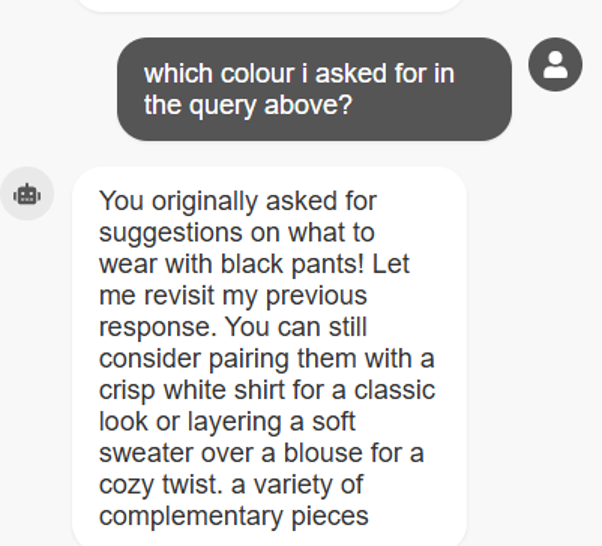 which colour i asked for in
the query above?
You originally asked for
suggestions on what to
wear with black pants! Let
me revisit my previous
response. You can still
consider pairing them with a
crisp white shirt for a classic
look or layering a soft
sweater over a blouse for a
cozy twist. a variety of
complementary pieces